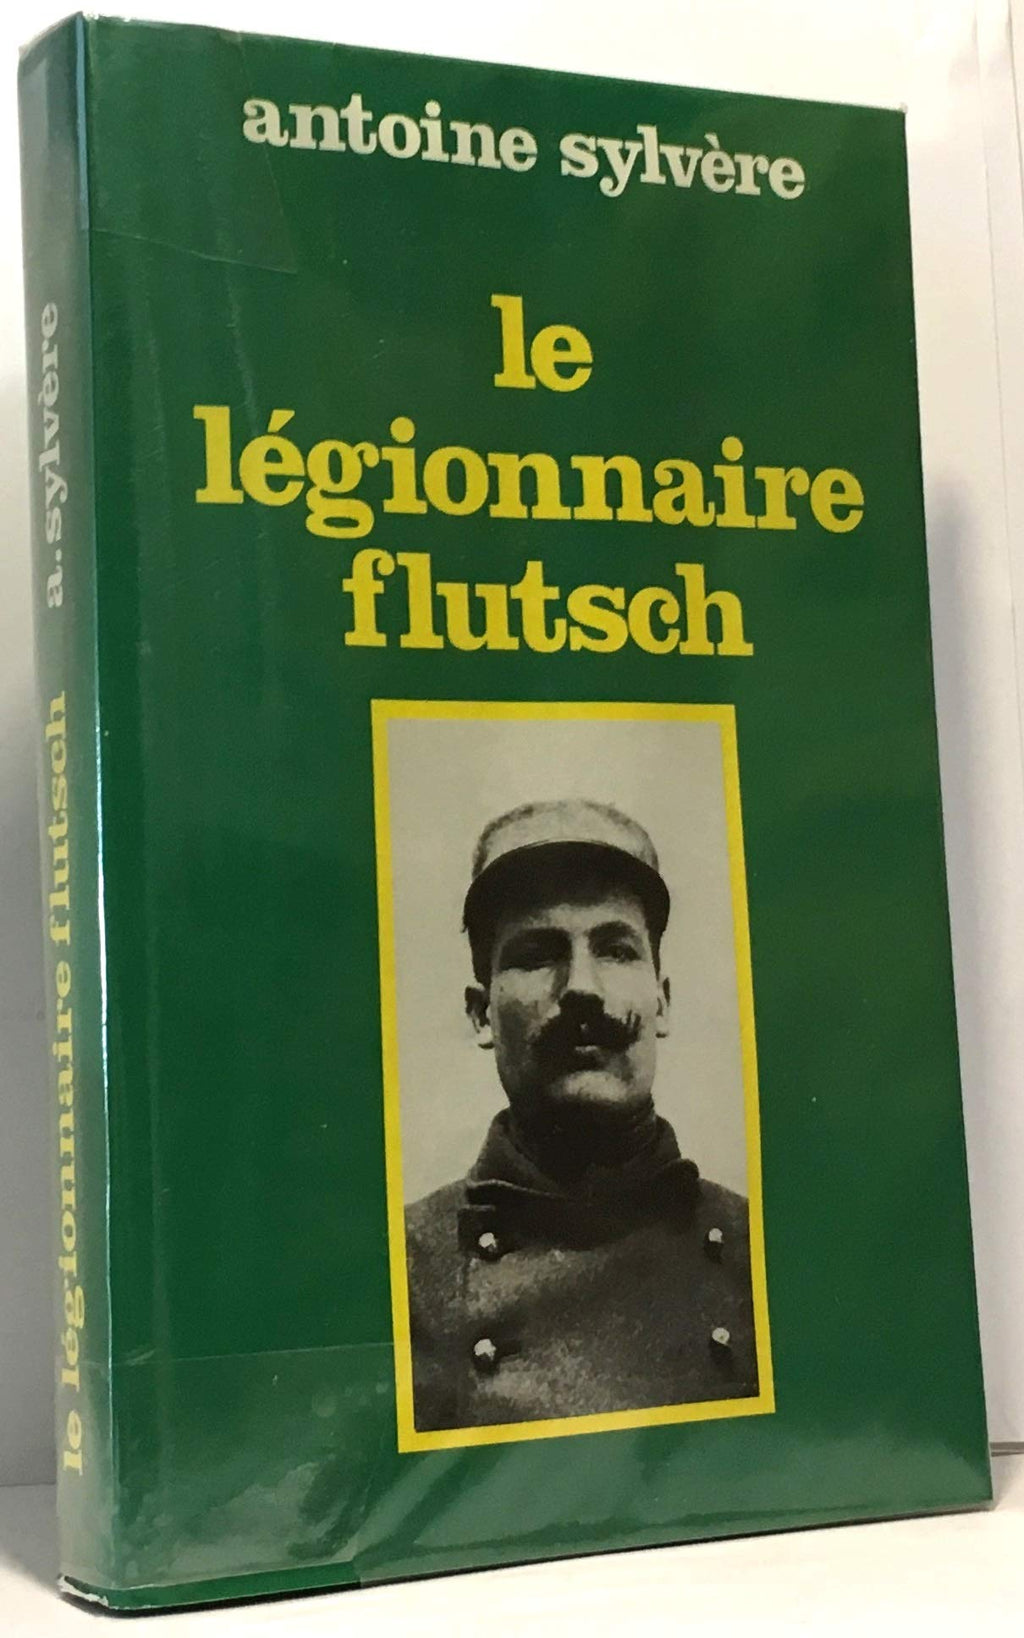 antoine sylvère
le
légionnaire
flutsch
le légionnaire flutsch a.sylvère